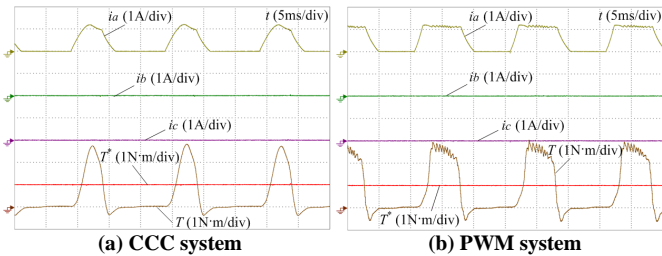 ia (1A/div)
t (5ms/div)
ib (1A/div)
ic (1A/div)
T* (1N·m/div)
T (1N·m/div)
(a) CCC system
ia (1A/div)
t (5ms/div)
ib (1A/div)
ic (1A/div)
T (1N·m/div)
T* (1N·m/div)
(b) PWM system